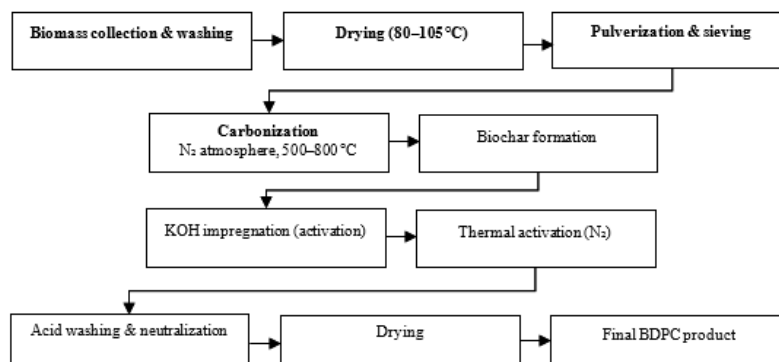 Biomass collection & washing
Drying (80–105°C)
Pulverization & sieving
Carbonization
N₂ atmosphere, 500–800°C
Biochar formation
KOH impregnation (activation)
Thermal activation (N₂)
Acid washing & neutralization
Drying
Final BDPC product